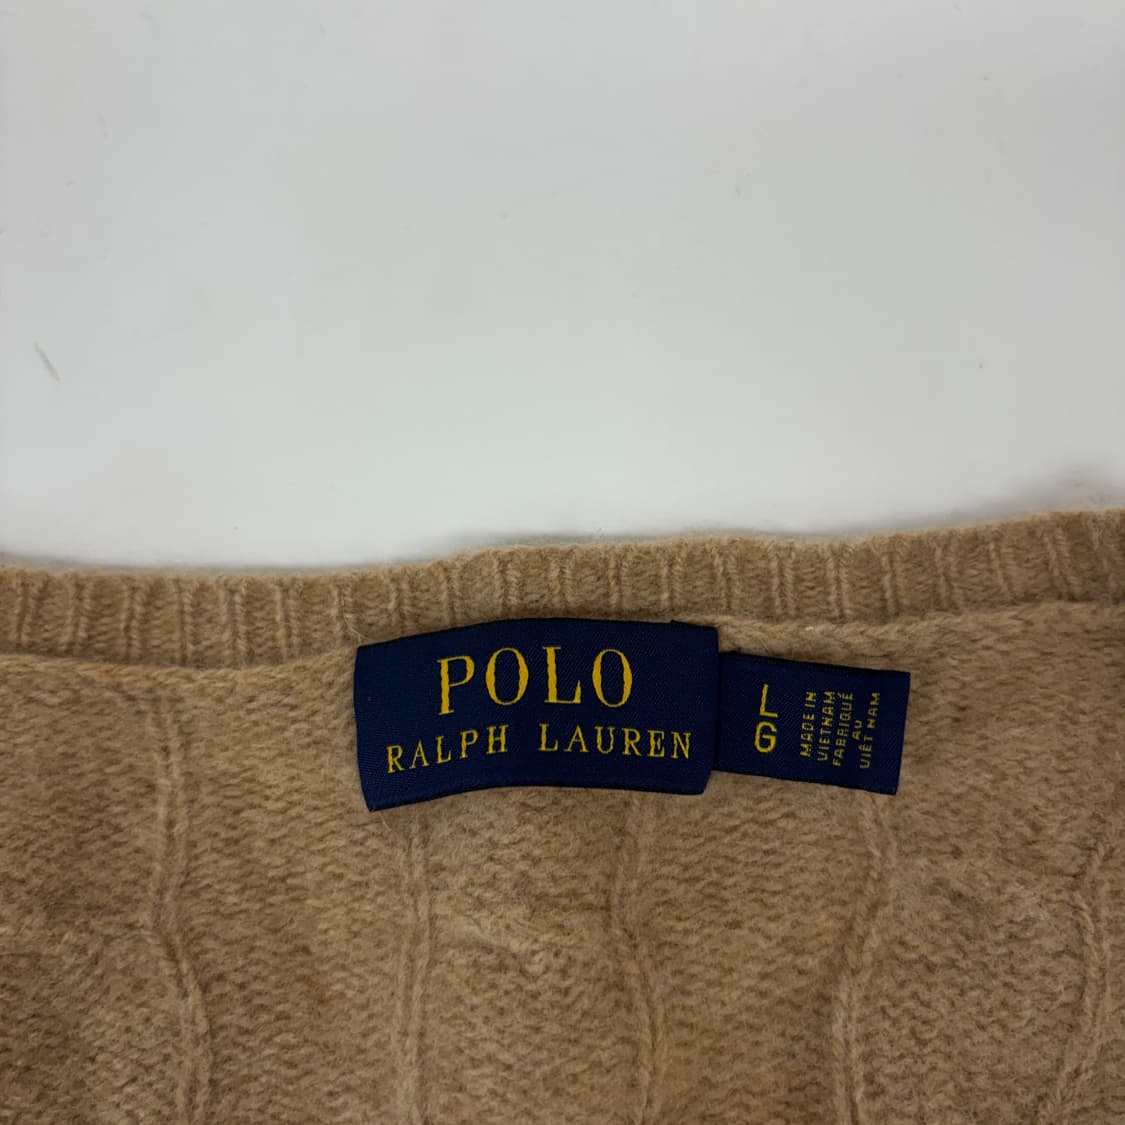 POLO
RALPH LAUREN
L
G
MADE IN
VIETNAM
FABRIQUÉ
AU
VIÊT NAM